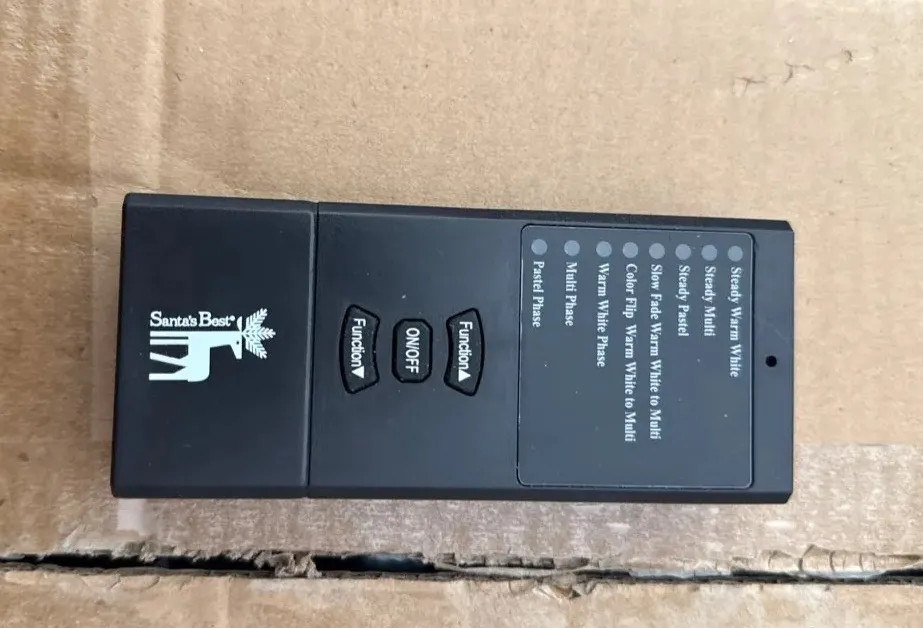 Steady Warm White
Steady Multi
Steady Pastel
Slow Fade Warm White to Multi
Color Flip Warm White to Multi
Warm White Phase
Multi Phase
Pastel Phase
Function▲
ON/OFF
Function▼
Santa's Best®